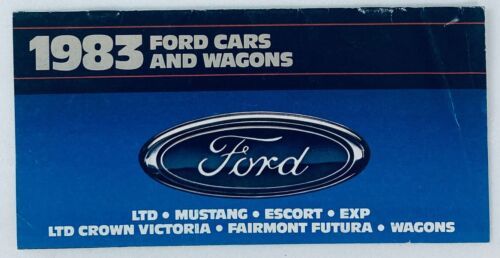 1983 FORD CARS
AND WAGONS
Ford
LTD • MUSTANG • ESCORT • EXP
LTD CROWN VICTORIA • FAIRMONT FUTURA • WAGONS